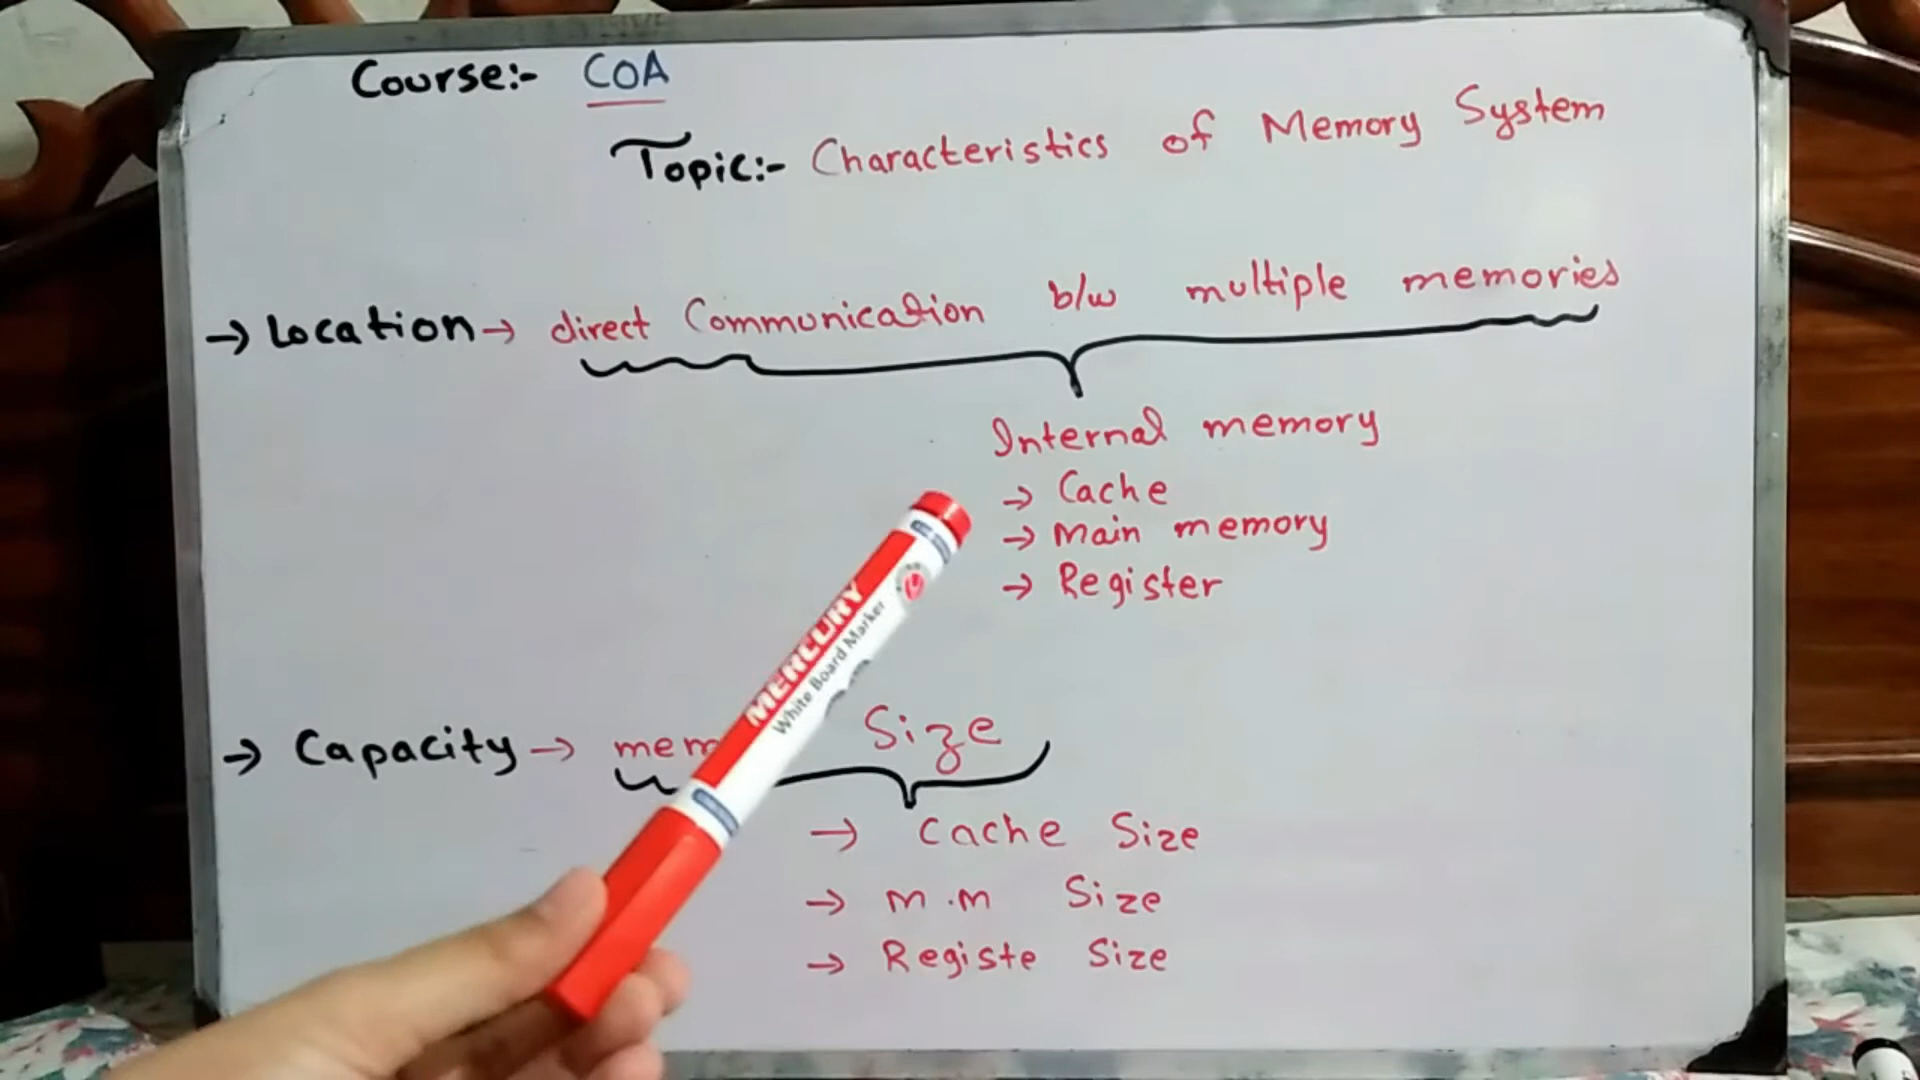 Course:- COA
Topic:- Characteristics of Memory System
→ Location → direct Communication b/w multiple memories
Internal memory
→ Cache
→ Main memory
→ Register
MERCURY
White Board Marker
→ Capacity → mem Size
→ Cache Size
→ M.M Size
→ Registe Size